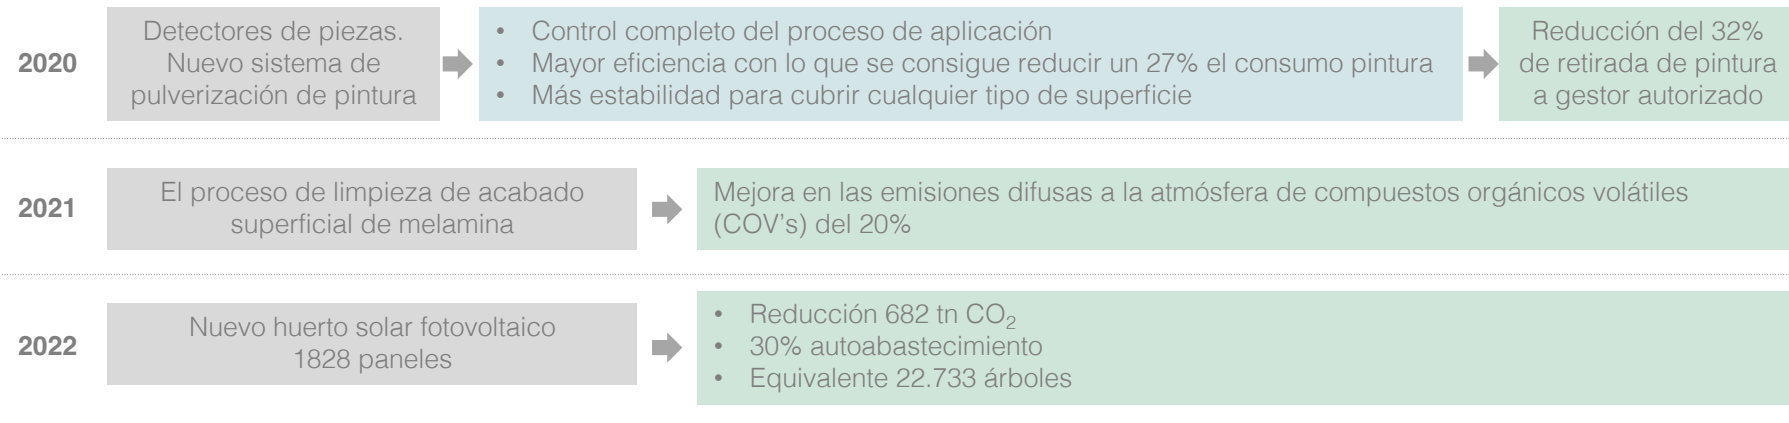 2020
Detectores de piezas.
Nuevo sistema de
pulverización de pintura
• Control completo del proceso de aplicación
• Mayor eficiencia con lo que se consigue reducir un 27% el consumo pintura
• Más estabilidad para cubrir cualquier tipo de superficie
Reducción del 32%
de retirada de pintura
a gestor autorizado
2021
El proceso de limpieza de acabado
superficial de melamina
Mejora en las emisiones difusas a la atmósfera de compuestos orgánicos volátiles
(COV’s) del 20%
2022
Nuevo huerto solar fotovoltaico
1828 paneles
• Reducción 682 tn CO₂
• 30% autoabastecimiento
• Equivalente 22.733 árboles